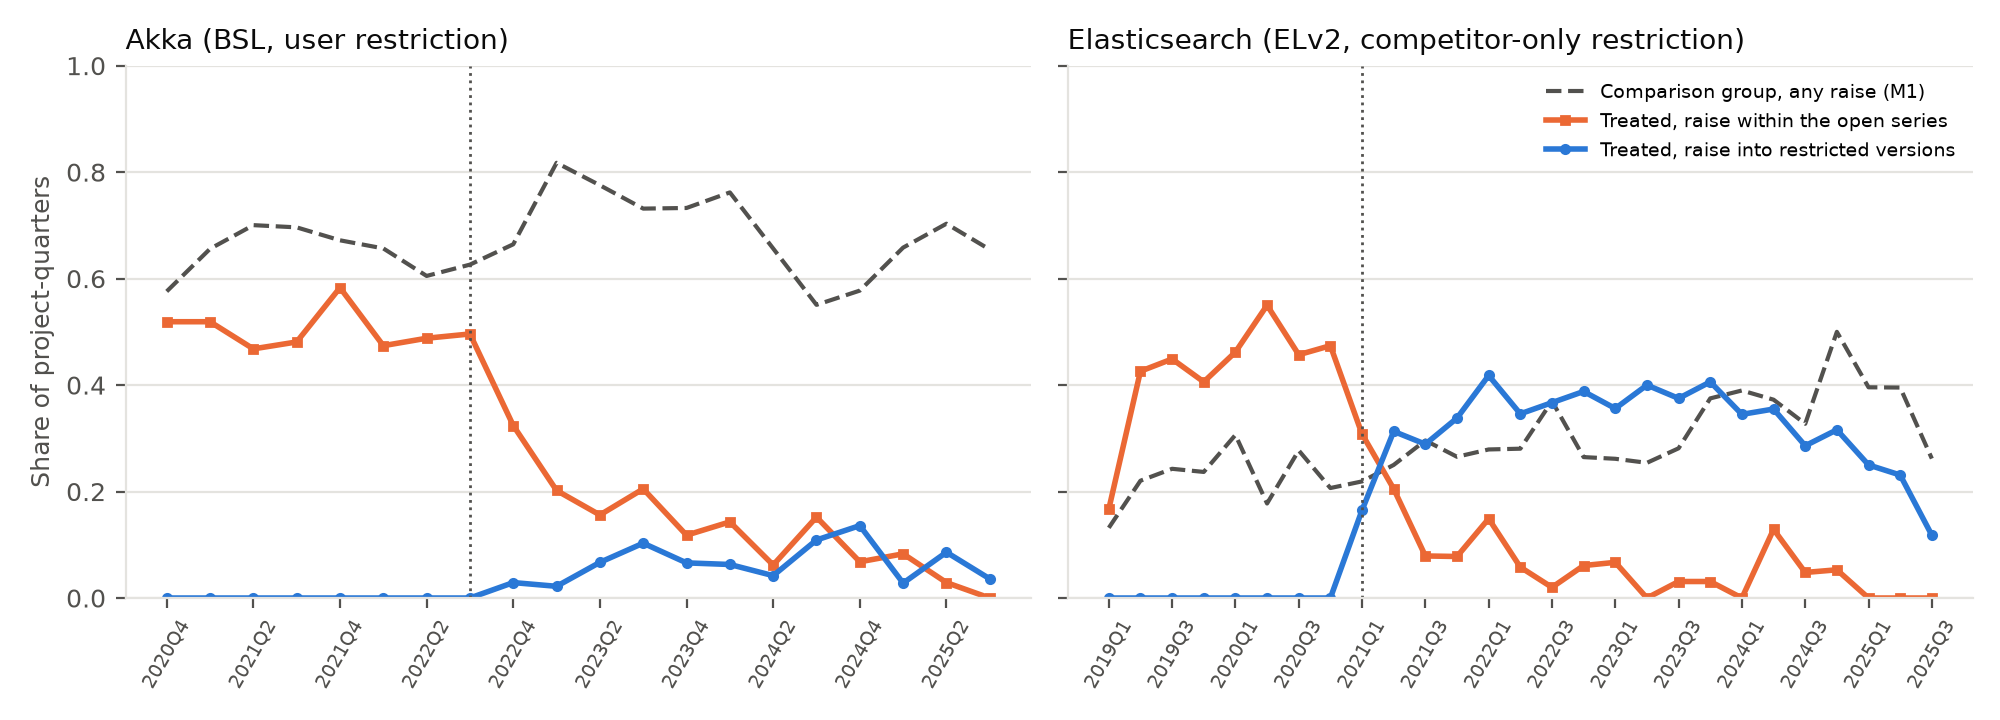 Akka (BSL, user restriction)
Elasticsearch (ELv2, competitor-only restriction)
Share of project-quarters
1.0
0.8
0.6
0.4
0.2
0.0
Comparison group, any raise (M1)
Treated, raise within the open series
Treated, raise into restricted versions
2020Q4
2021Q2
2021Q4
2022Q2
2022Q4
2023Q2
2023Q4
2024Q2
2024Q4
2025Q2
2019Q1
2019Q3
2020Q1
2020Q3
2021Q1
2021Q3
2022Q1
2022Q3
2023Q1
2023Q3
2024Q1
2024Q3
2025Q1
2025Q3